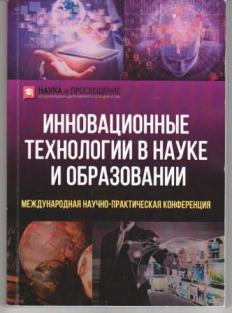 НАУКА и ПРОСВЕЩЕНИЕ
ИННОВАЦИОННЫЕ
ТЕХНОЛОГИИ В НАУКЕ
И ОБРАЗОВАНИИ
МЕЖДУНАРОДНАЯ НАУЧНО-ПРАКТИЧЕСКАЯ КОНФЕРЕНЦИЯ